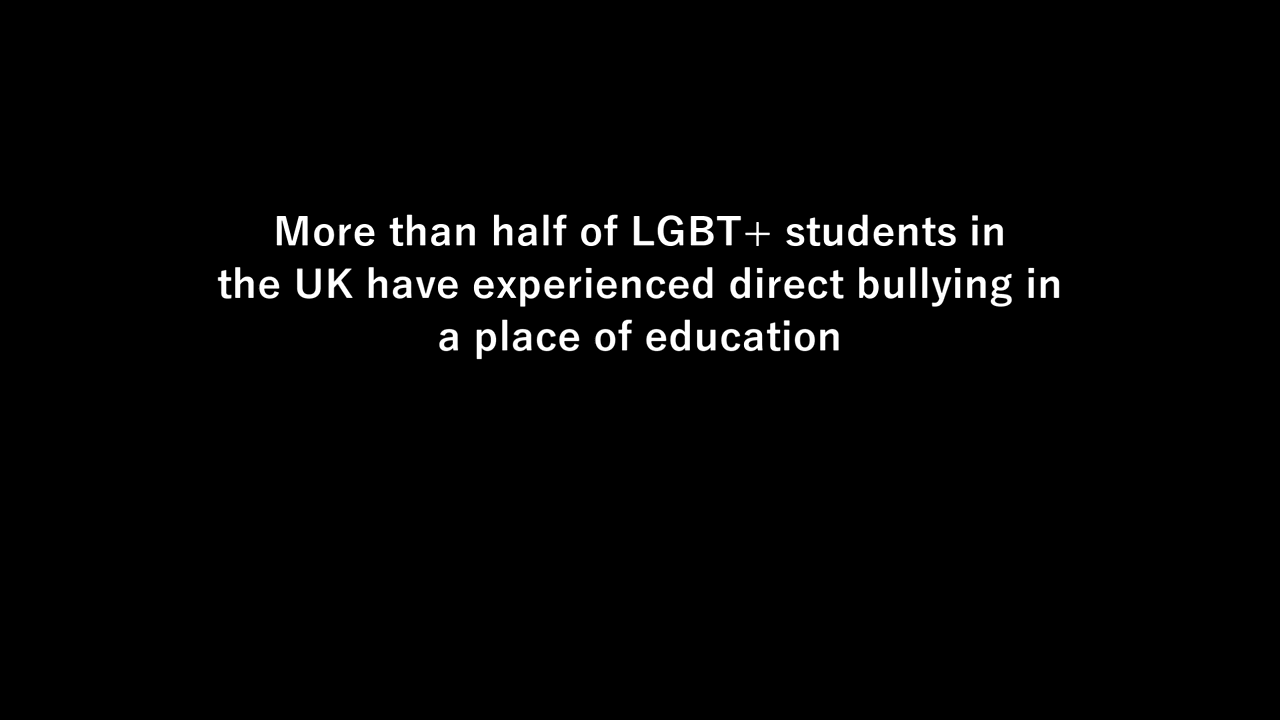 More than half of LGBT+ students in
the UK have experienced direct bullying in
a place of education